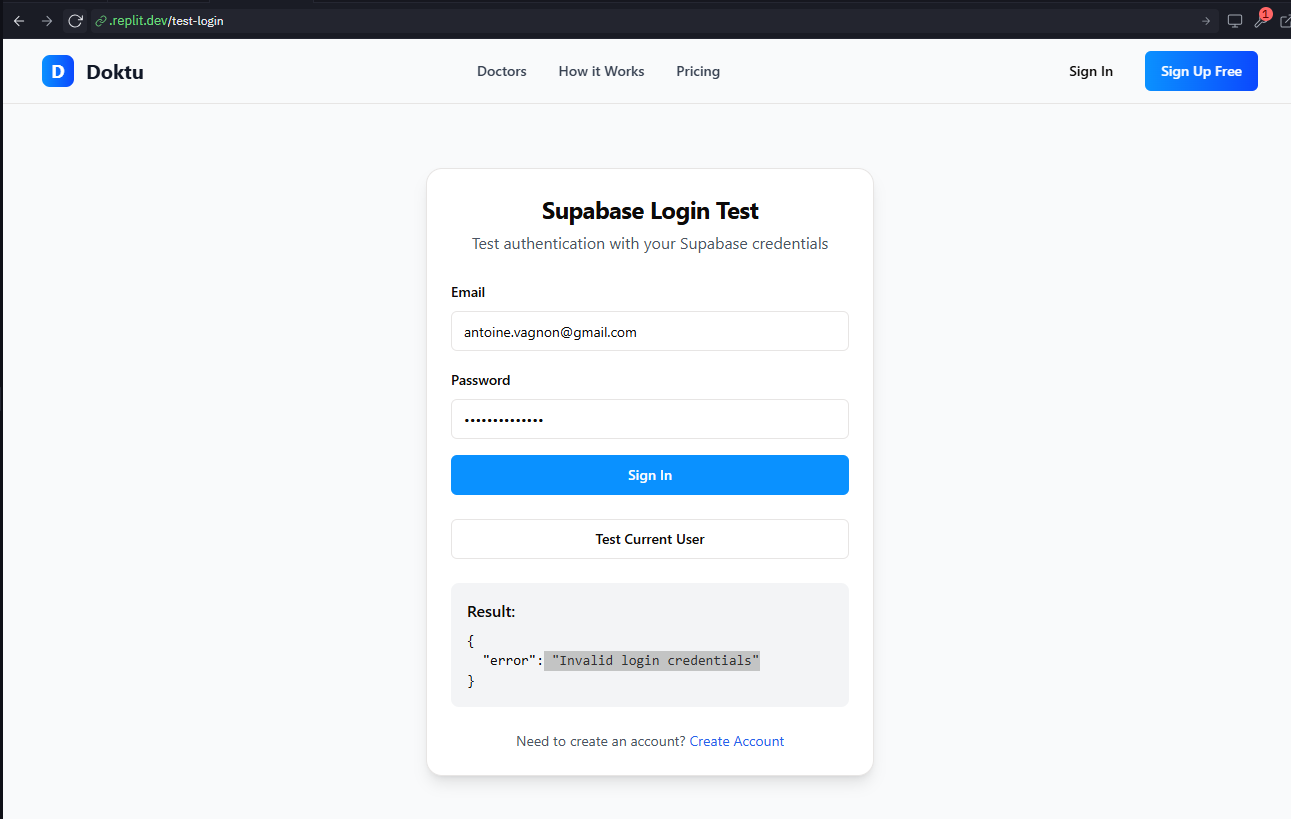 .replit.dev/test-login
1
D Doktu
Doctors How it Works Pricing
Sign In Sign Up Free
Supabase Login Test
Test authentication with your Supabase credentials
Email
antoine.vagnon@gmail.com
Password
••••••••••••••
Sign In
Test Current User
Result:
{
"error": "Invalid login credentials"
}
Need to create an account? Create Account